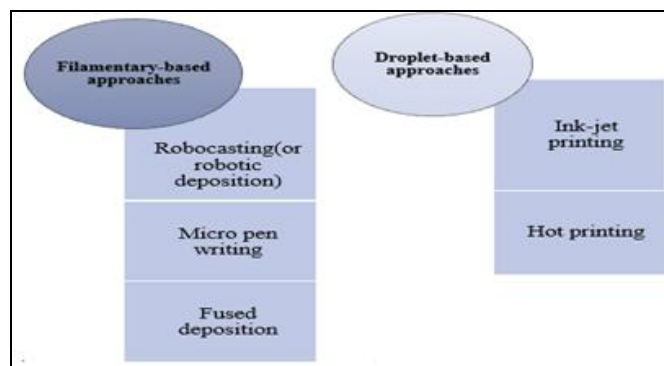 Filamentary-based
approaches
Robocasting(or
robotic
deposition)
Micro pen
writing
Fused
deposition
Droplet-based
approaches
Ink-jet
printing
Hot printing